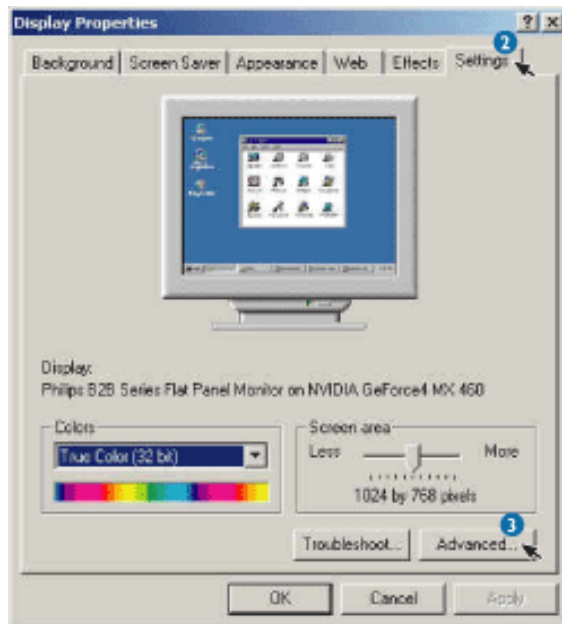 Display Properties
2
Background Screen Saver Appearance Web Effects Settings
Display:
Philips B2B Series Flat Panel Monitor on NVIDIA GeForce4 MX 460
Colors
True Color (32 bit)
Screen area
Less More
1024 by 768 pixels
3
Troubleshoot... Advanced...
OK Cancel Apply